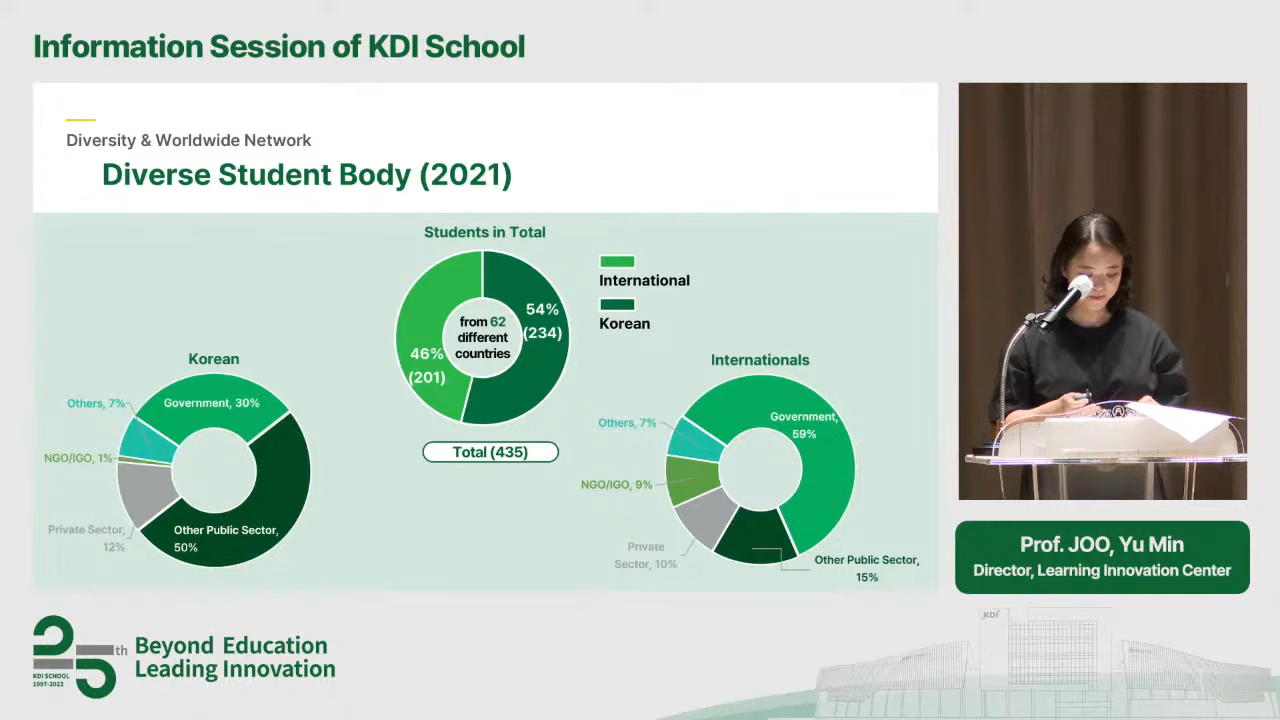 Information Session of KDI School
Diversity & Worldwide Network
Diverse Student Body (2021)
Students in Total
54%
(234)
46%
(201)
from 62
different
countries
International
Korean
Total (435)
Korean
Government, 30%
Others, 7%
NGO/IGO, 1%
Private Sector,
12%
Other Public Sector,
50%
Internationals
Government,
59%
Others, 7%
NGO/IGO, 9%
Private
Sector, 10%
Other Public Sector,
15%
Prof. JOO, Yu Min
Director, Learning Innovation Center
25th
KDI SCHOOL
1997-2022
Beyond Education
Leading Innovation
KDI
KDI